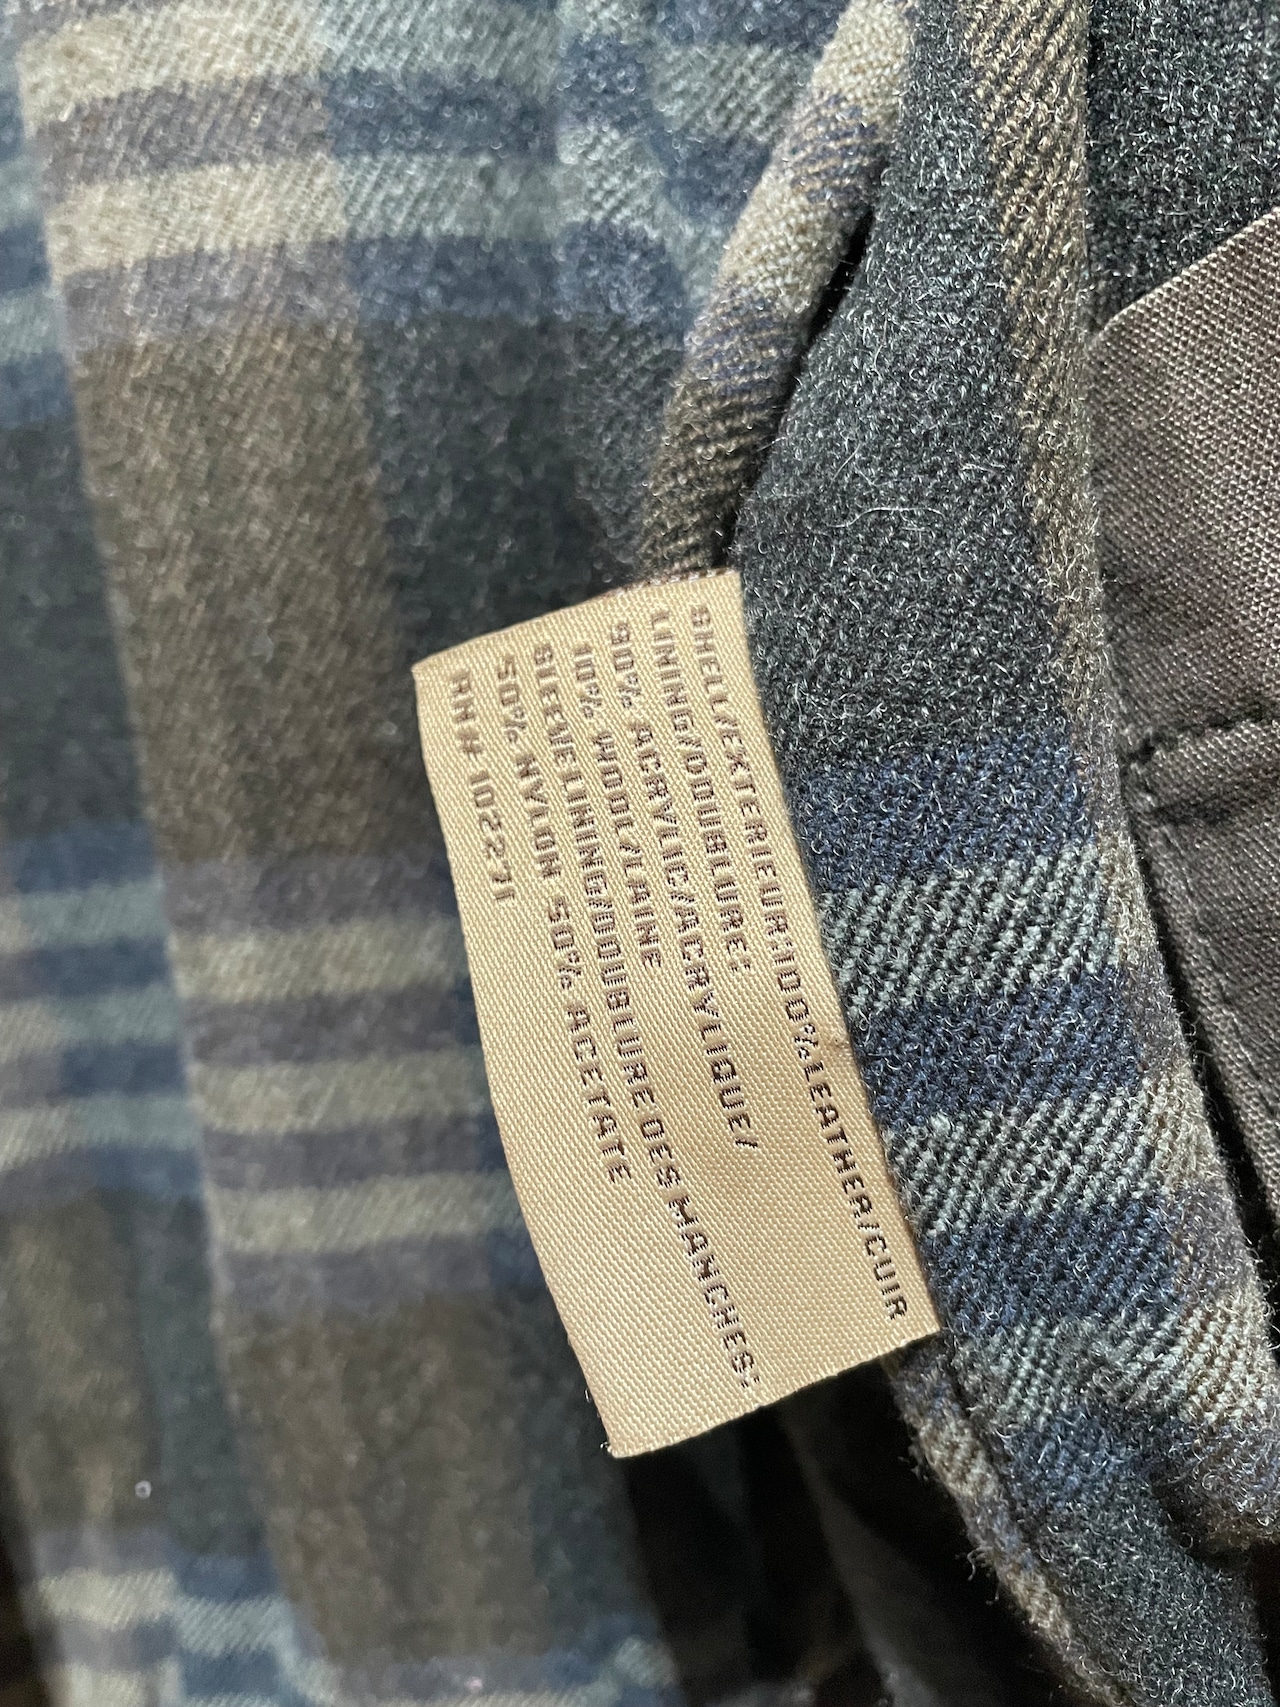 SHELL/EXTERIEUR:100%LEATHER/CUIR
LINING/DOUBLURE:
90% ACRYLIC/ACRYLIQUE/
10% WOOL/LAINE
SLEEVE LINING/DOUBLURE DES MANCHES:
50% NYLON 50% ACETATE
RN# 102271